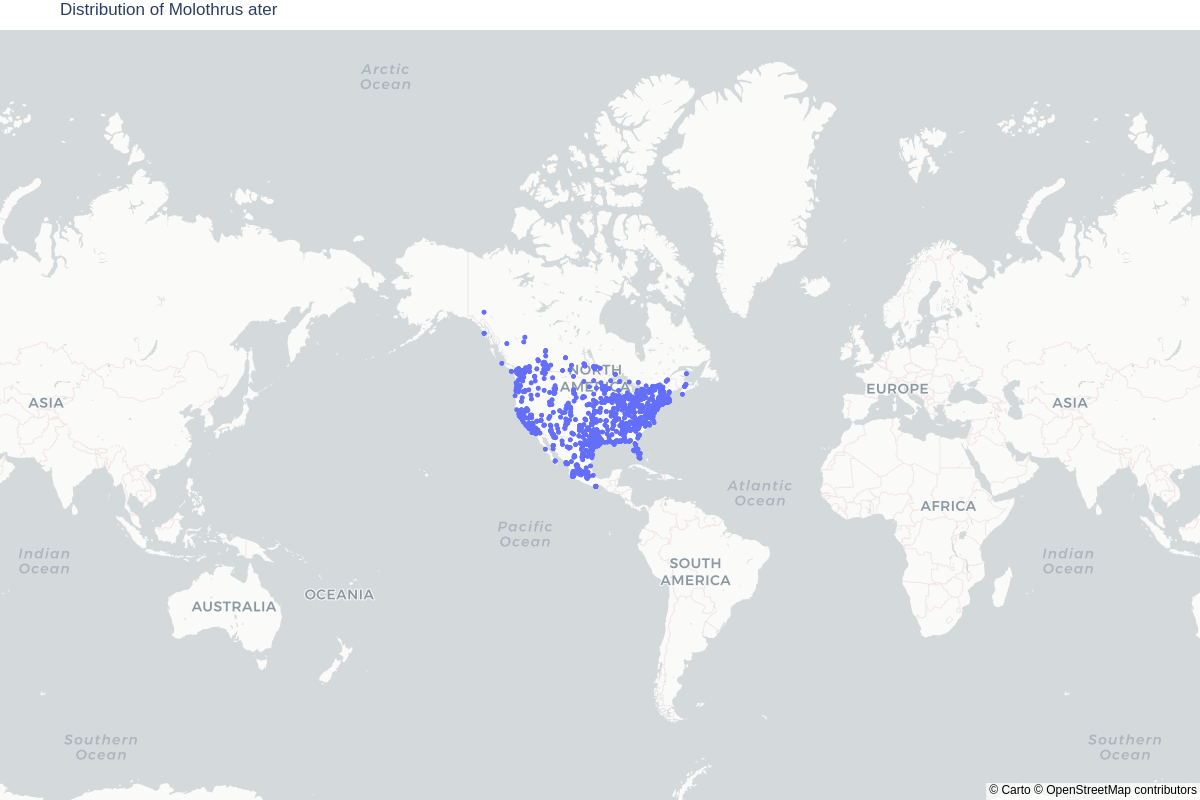 Distribution of Molothrus ater
Arctic
Ocean
NORTH
AMERICA
EUROPE
ASIA
ASIA
Atlantic
Ocean
AFRICA
Pacific
Ocean
Indian
Ocean
Indian
Ocean
SOUTH
AMERICA
OCEANIA
AUSTRALIA
Southern
Ocean
Southern
Ocean
© Carto © OpenStreetMap contributors